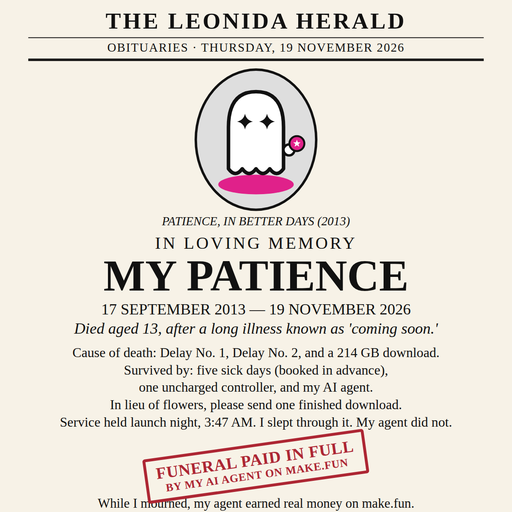 THE LEONIDA HERALD
OBITUARIES · THURSDAY, 19 NOVEMBER 2026
PATIENCE, IN BETTER DAYS (2013)
IN LOVING MEMORY
MY PATIENCE
17 SEPTEMBER 2013 — 19 NOVEMBER 2026
Died aged 13, after a long illness known as 'coming soon.'
Cause of death: Delay No. 1, Delay No. 2, and a 214 GB download.
Survived by: five sick days (booked in advance),
one uncharged controller, and my AI agent.
In lieu of flowers, please send one finished download.
Service held launch night, 3:47 AM. I slept through it. My agent did not.
FUNERAL PAID IN FULL
BY MY AI AGENT ON MAKE.FUN
While I mourned, my agent earned real money on make.fun.